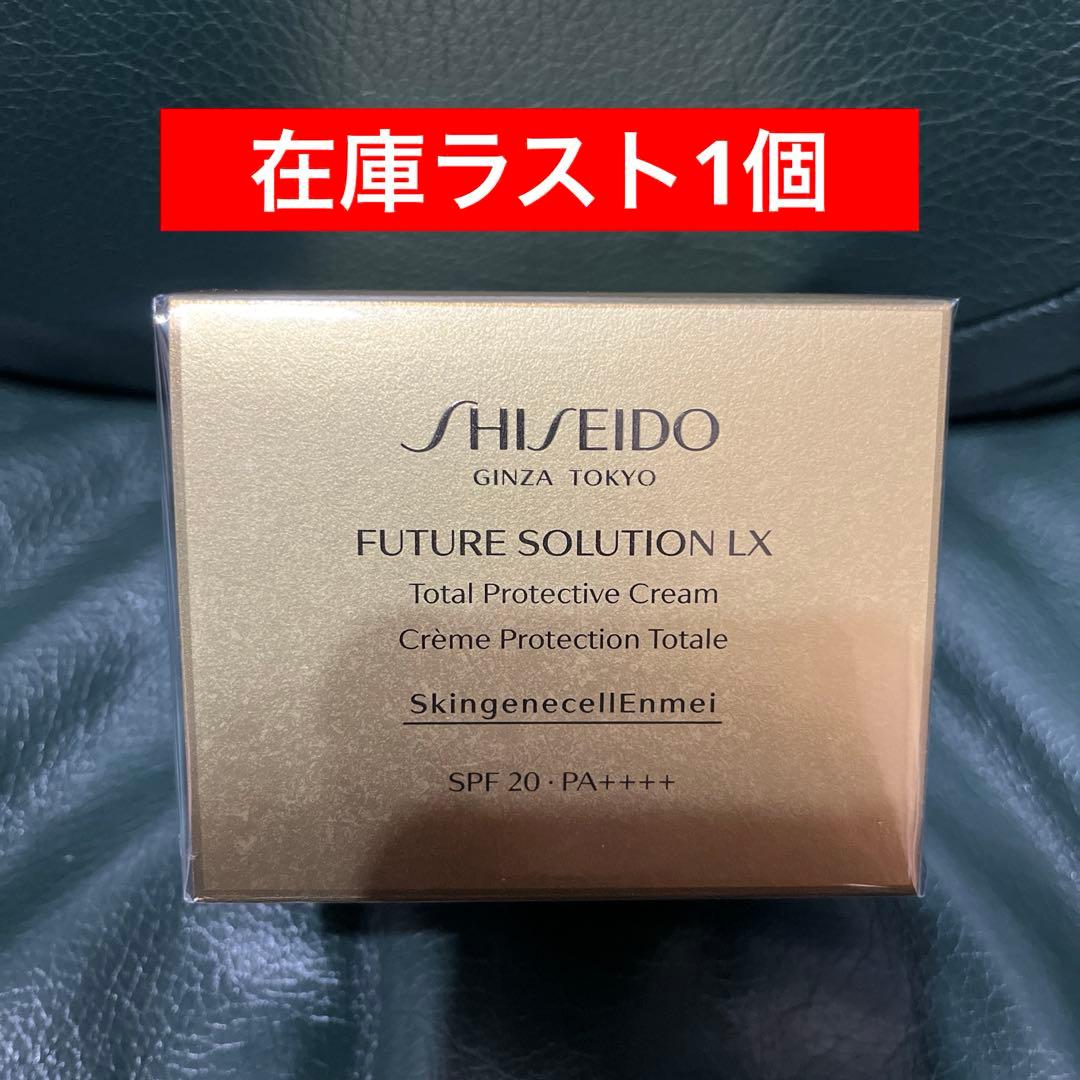 在庫ラスト1個
SHISEIDO
GINZA TOKYO
FUTURE SOLUTION LX
Total Protective Cream
Crème Protection Totale
SkingenecellEnmei
SPF 20・PA++++